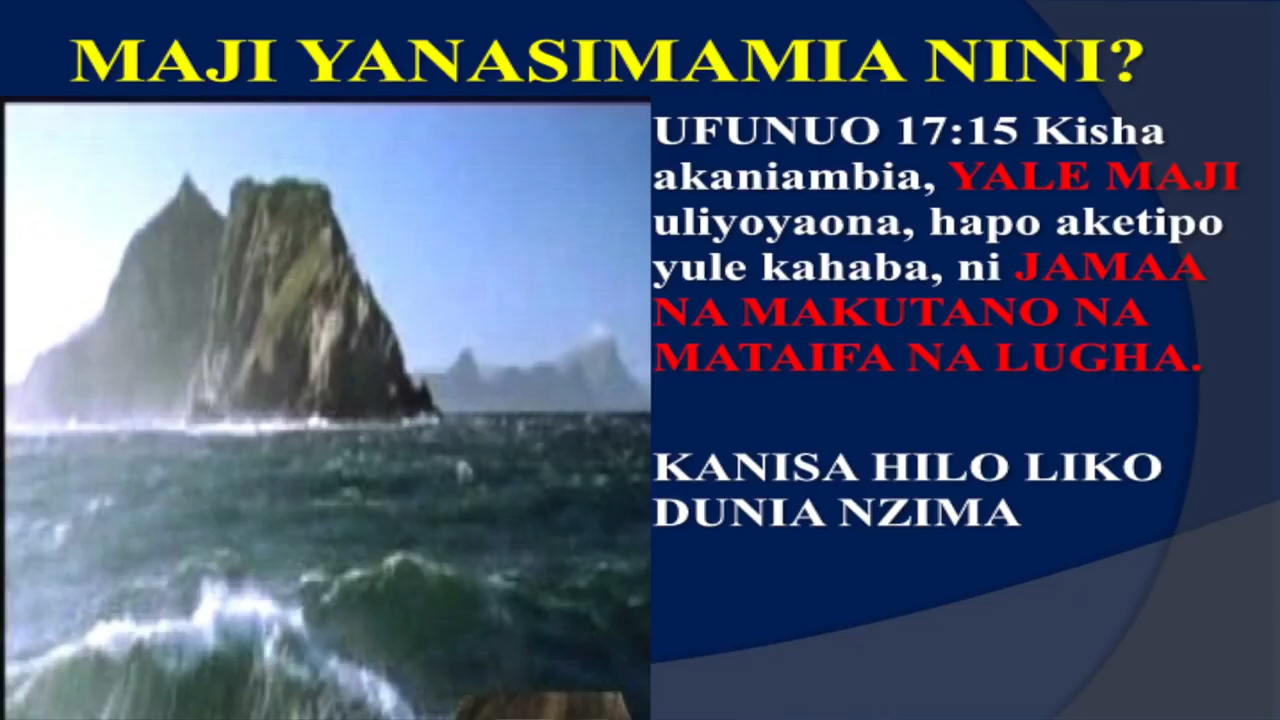 MAJI YANASIMAMIA NINI?
UFUNUO 17:15 Kisha
akaniambia, YALE MAJI
uliyoyaona, hapo aketipo
yule kahaba, ni JAMAA
NA MAKUTANO NA
MATAIFA NA LUGHA.
KANISA HILO LIKO
DUNIA NZIMA